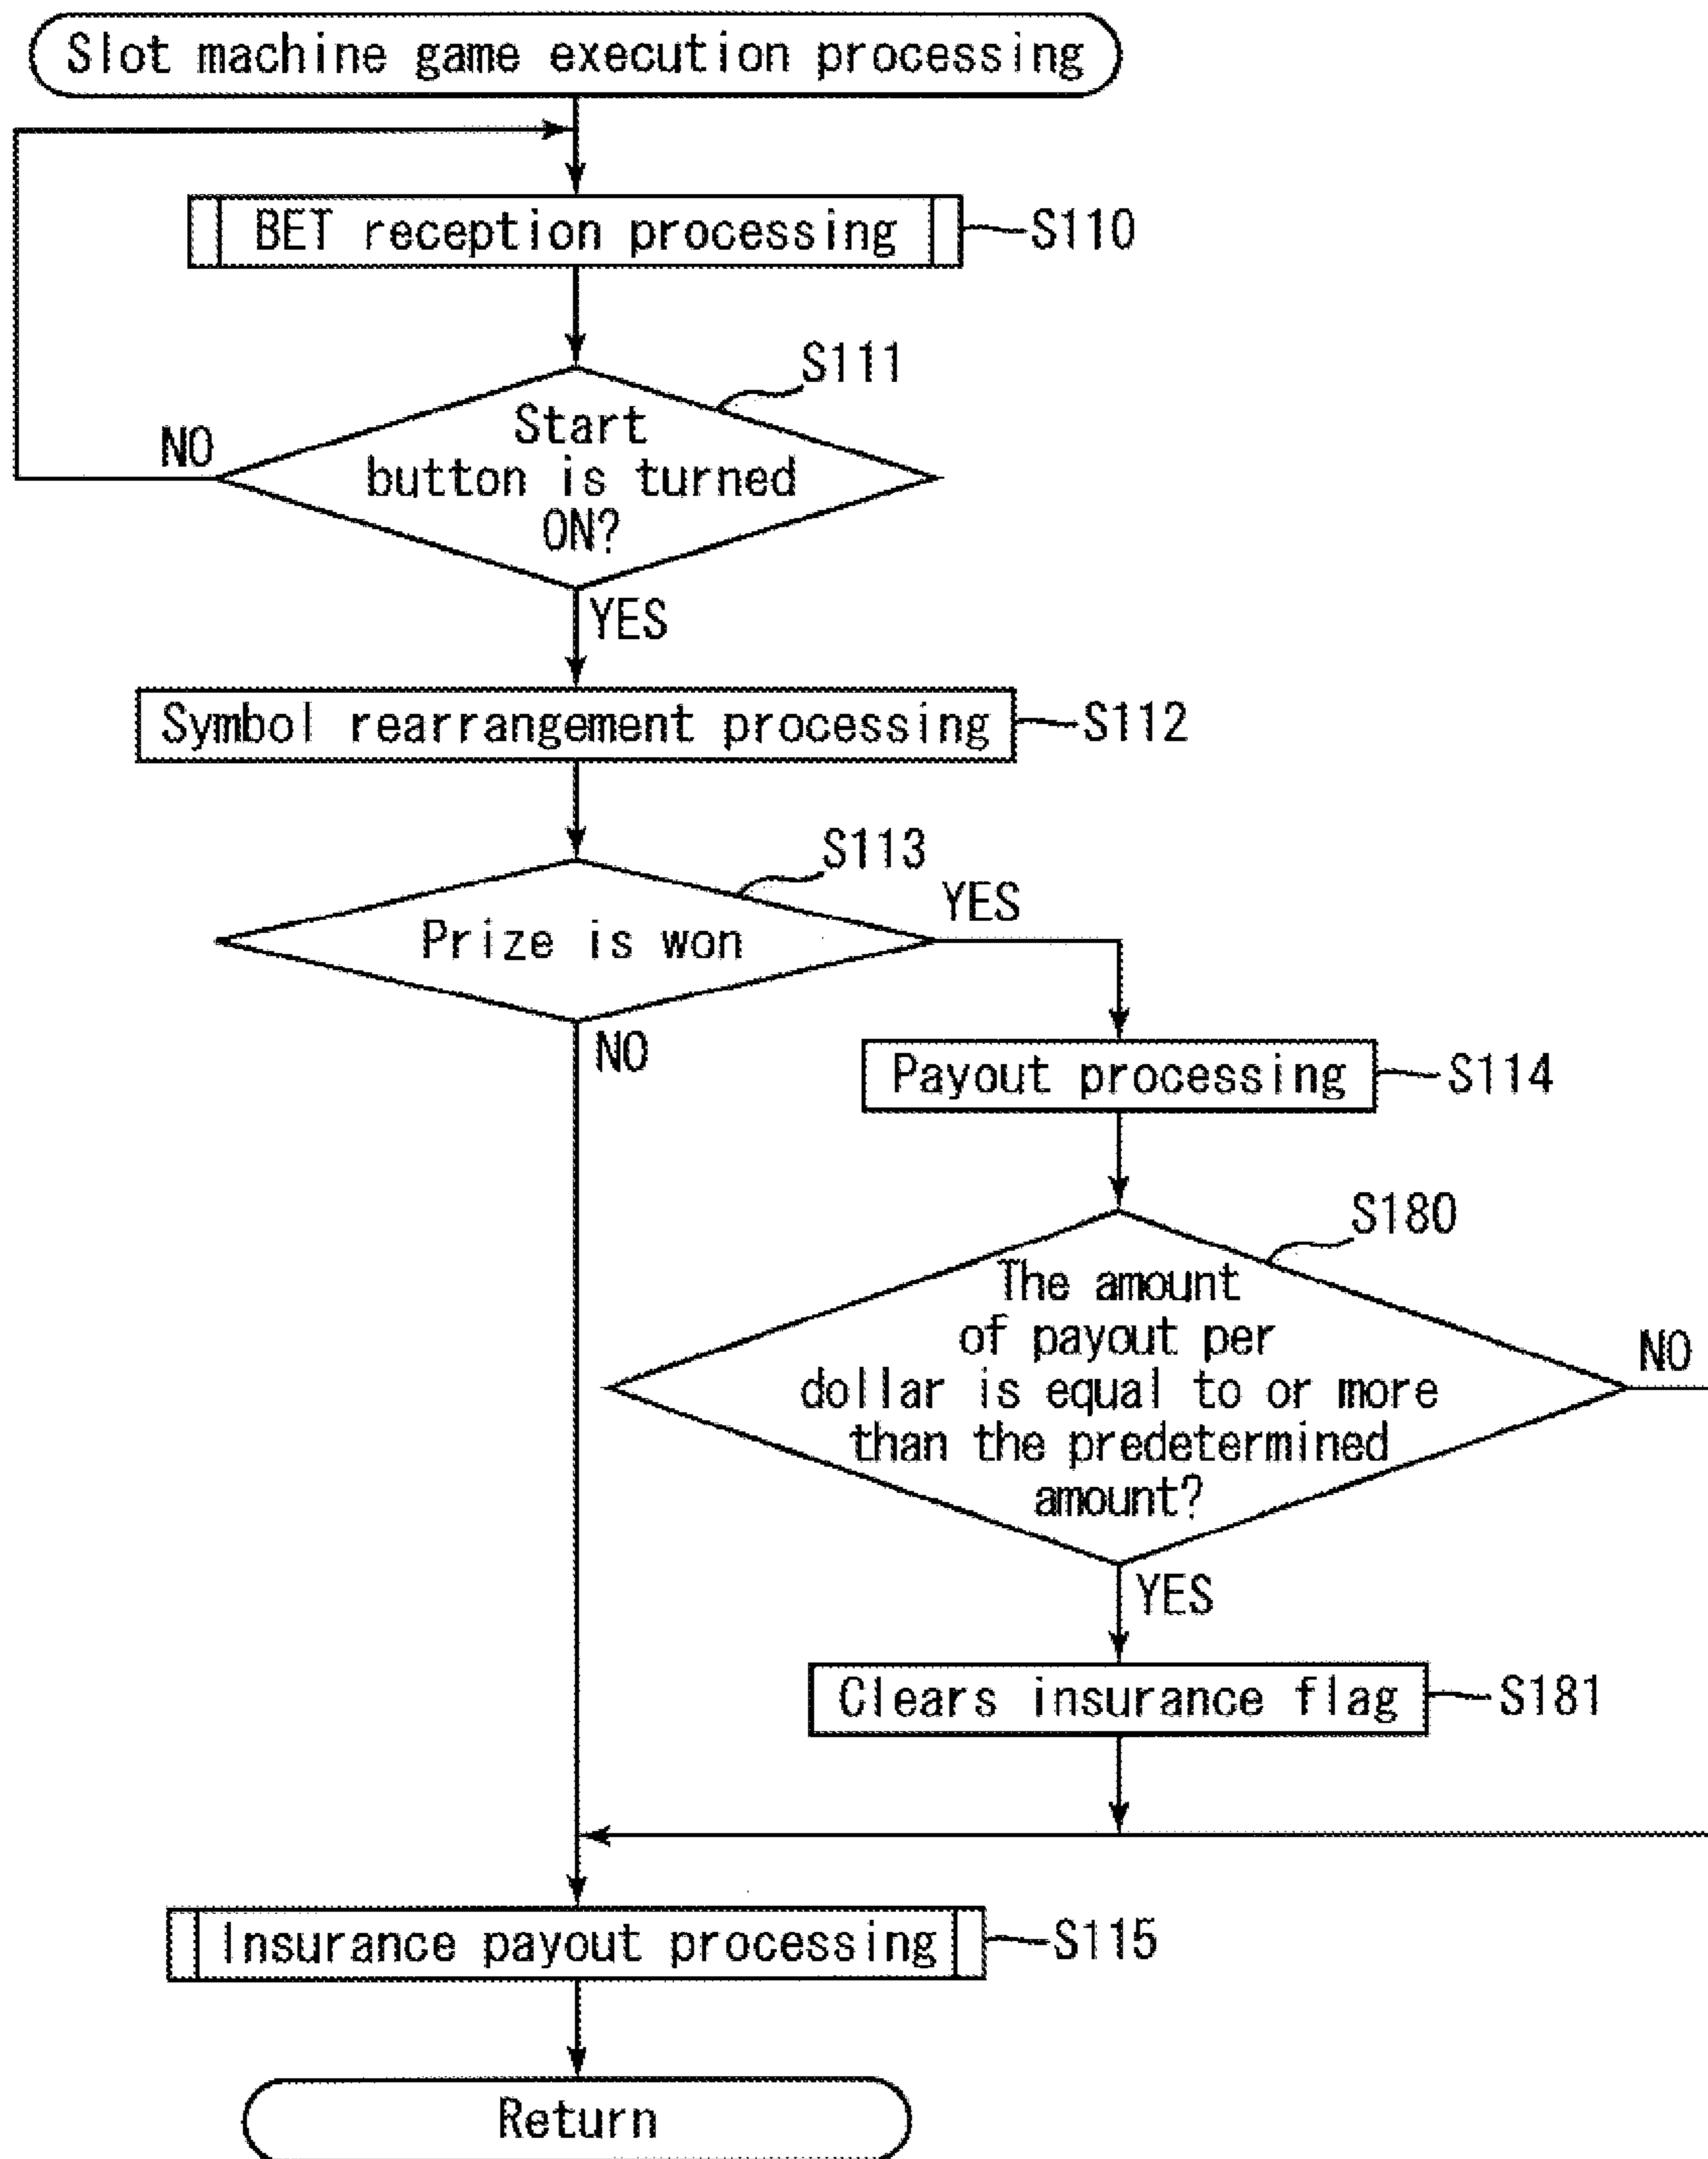 Slot machine game execution processing
BET reception processing
S110
S111
Start
button is turned
ON?
NO
YES
Symbol rearrangement processing
S112
S113
Prize is won
YES
NO
Payout processing
S114
S180
The amount
of payout per
dollar is equal to or more
than the predetermined
amount?
NO
YES
Clears insurance flag
S181
Insurance payout processing
S115
Return